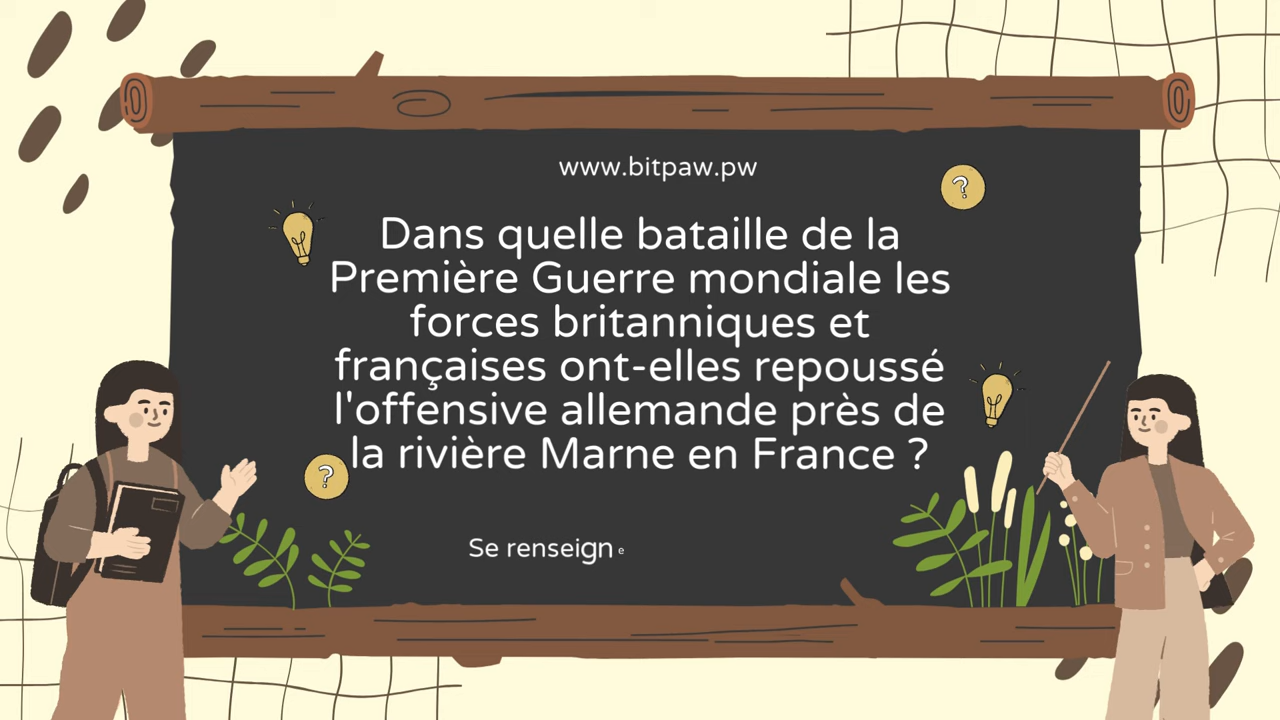 www.bitpaw.pw
?
Dans quelle bataille de la
Première Guerre mondiale les
forces britanniques et
françaises ont-elles repoussé
l'offensive allemande près de
la rivière Marne en France ?
?
Se renseigne